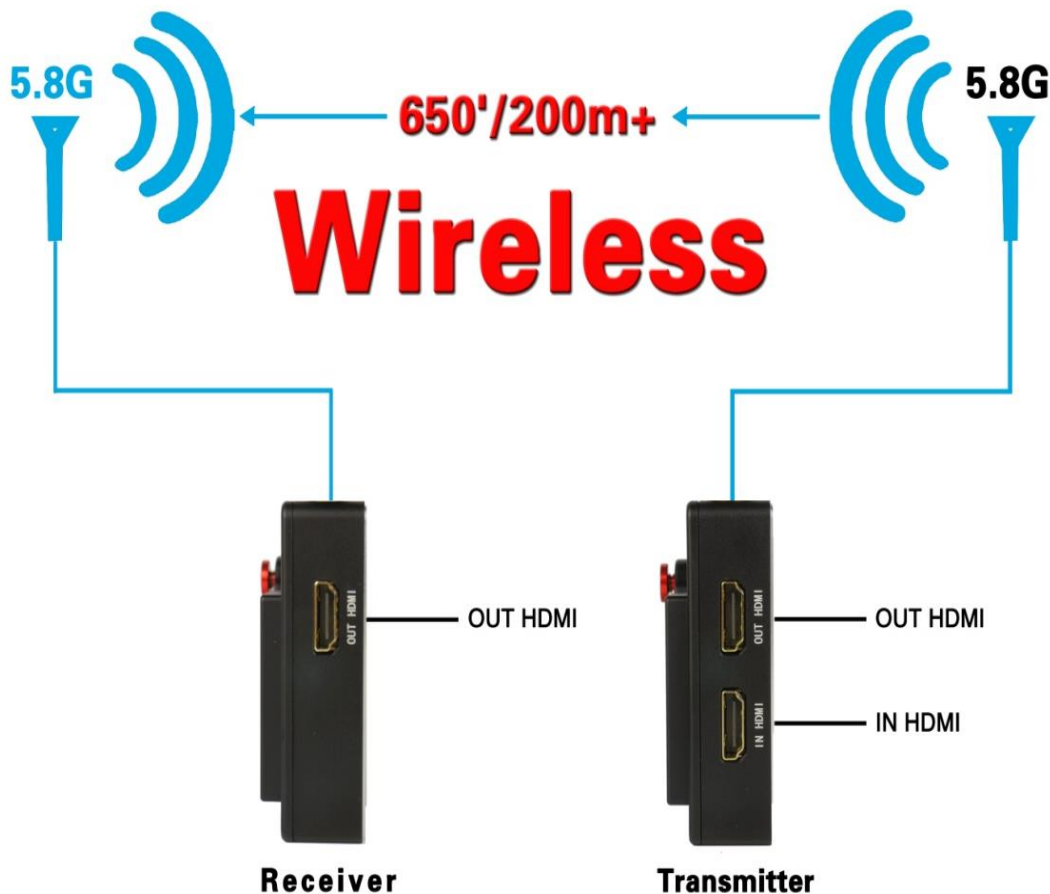 5.8G
650'/200m+
5.8G
Wireless
OUT HDMI
OUT HDMI
OUT HDMI
OUT HDMI
IN HDMI
IN HDMI
Receiver
Transmitter